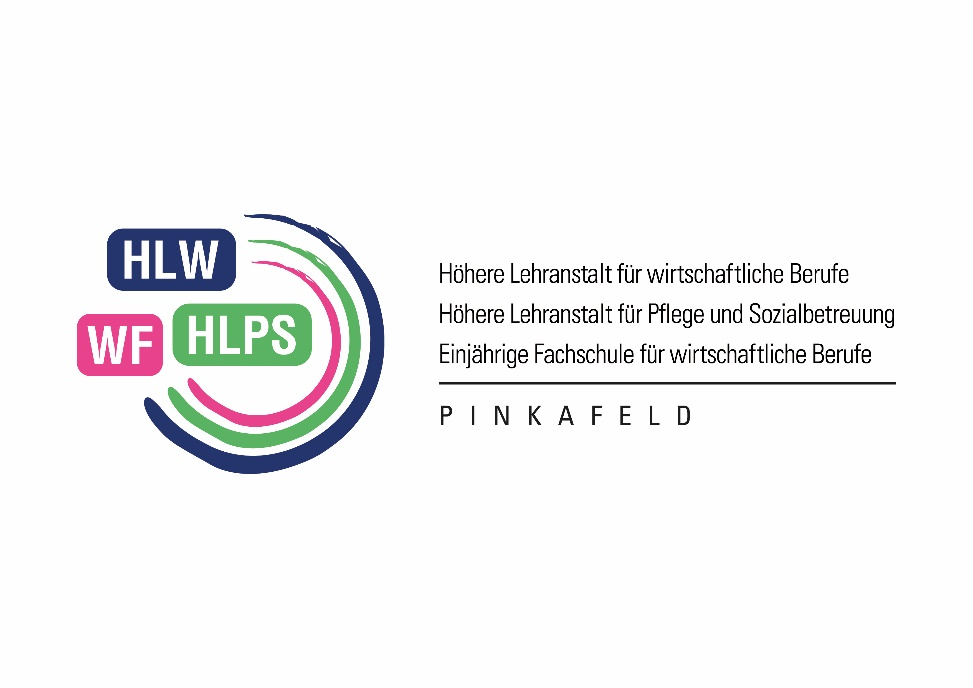 HLW
WF
HLPS
Höhere Lehranstalt für wirtschaftliche Berufe
Höhere Lehranstalt für Pflege und Sozialbetreuung
Einjährige Fachschule für wirtschaftliche Berufe
PINKAFELD